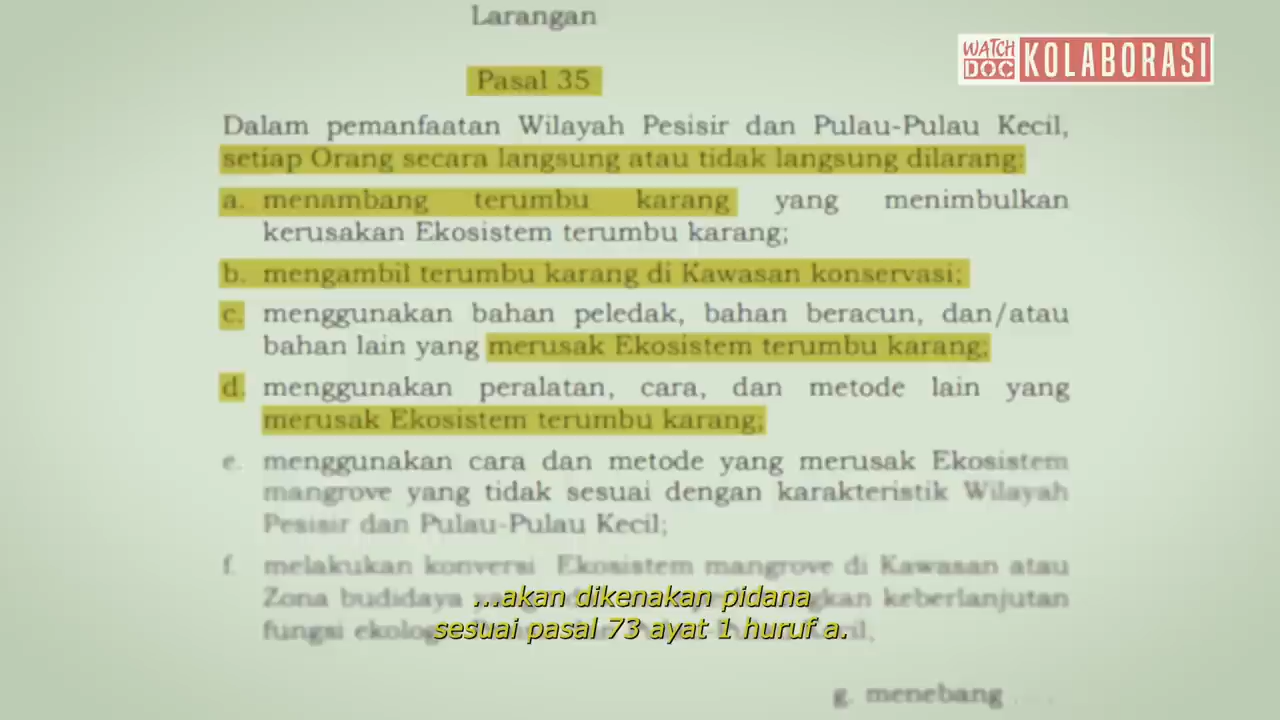 Larangan
WATCH DOC KOLABORASI
Pasal 35
Dalam pemanfaatan Wilayah Pesisir dan Pulau-Pulau Kecil,
setiap Orang secara langsung atau tidak langsung dilarang:
a. menambang terumbu karang yang menimbulkan
kerusakan Ekosistem terumbu karang;
b. mengambil terumbu karang di Kawasan konservasi;
c. menggunakan bahan peledak, bahan beracun, dan/atau
bahan lain yang merusak Ekosistem terumbu karang;
d. menggunakan peralatan, cara, dan metode lain yang
merusak Ekosistem terumbu karang;
e. menggunakan cara dan metode yang merusak Ekosistem
mangrove yang tidak sesuai dengan karakteristik Wilayah
Pesisir dan Pulau-Pulau Kecil;
f. melakukan konversi Ekosistem mangrove di Kawasan atau
Zona budidaya keberlanjutan
fungsi
...akan dikenakan pidana
sesuai pasal 73 ayat 1 huruf a.
g. menebang ....